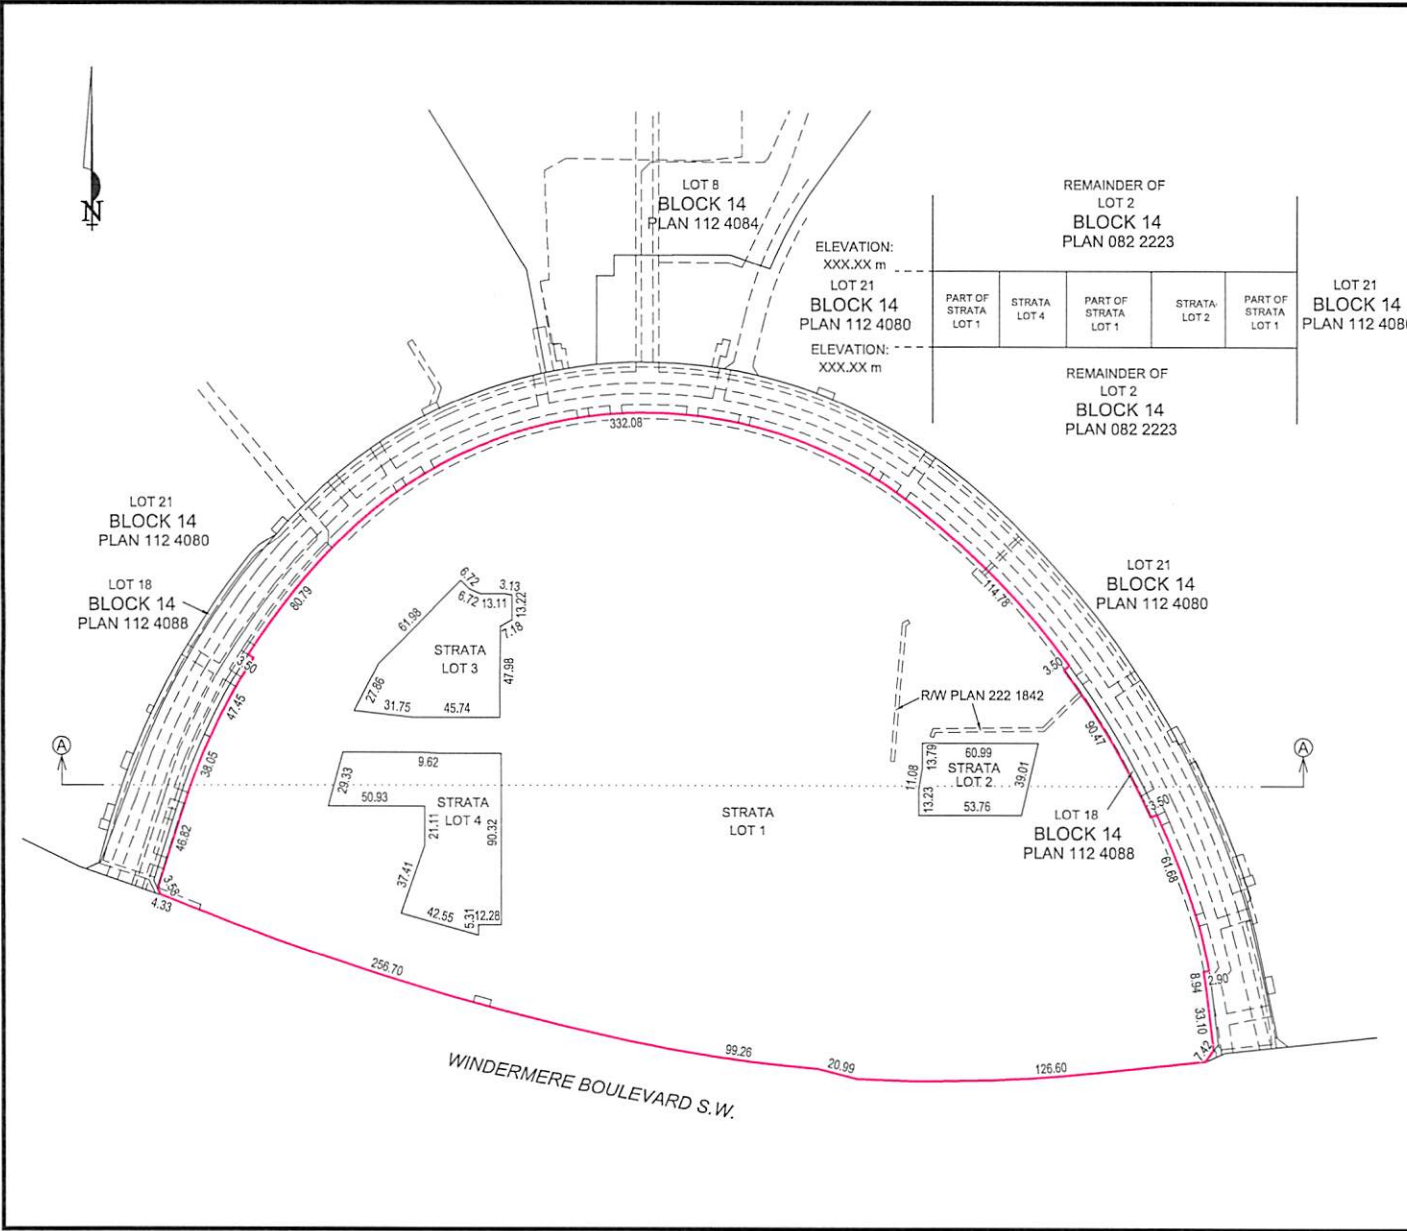 N
LOT 8
BLOCK 14
PLAN 112 4084
REMAINDER OF
LOT 2
BLOCK 14
PLAN 082 2223
ELEVATION:
XXX.XX m
LOT 21
BLOCK 14
PLAN 112 4080
ELEVATION:
XXX.XX m
PART OF
STRATA
LOT 1
STRATA
LOT 4
PART OF
STRATA
LOT 1
STRATA
LOT 2
PART OF
STRATA
LOT 1
LOT 21
BLOCK 14
PLAN 112 408
REMAINDER OF
LOT 2
BLOCK 14
PLAN 082 2223
332.08
LOT 21
BLOCK 14
PLAN 112 4080
LOT 18
BLOCK 14
PLAN 112 4088
80.79
6.72
3.13
6.72
13.11
13.22
7.18
61.98
STRATA
LOT 3
47.98
27.86
31.75
45.74
LOT 21
BLOCK 14
PLAN 112 4080
114.78
3.50
R/W PLAN 222 1842
90.47
3.50
47.45
38.05
46.82
A
A
9.62
29.33
50.93
STRATA
LOT 4
21.11
90.32
37.41
42.55
5.31
12.28
STRATA
LOT 1
11.08
13.79
60.99
STRATA
LOT 2
39.01
13.23
53.76
3.50
LOT 18
BLOCK 14
PLAN 112 4088
61.68
4.33
256.70
8.94
2.90
33.10
7.42
99.26
20.99
126.60
WINDERMERE BOULEVARD S.W.